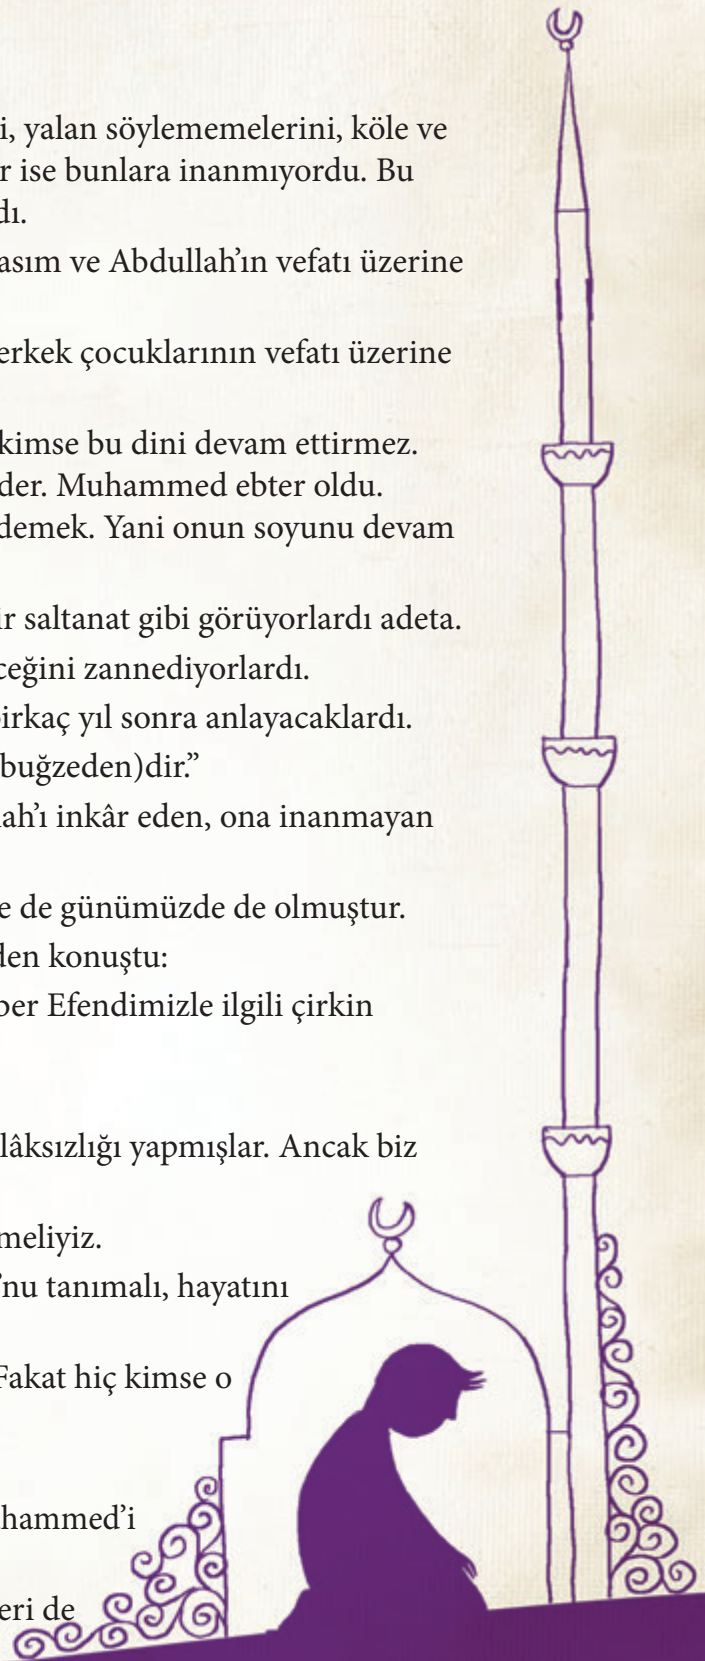 i, yalan söylememelerini, köle ve
r ise bunlara inanmıyordu. Bu
dı.
asım ve Abdullah’ın vefatı üzerine
erkek çocuklarının vefatı üzerine
kimse bu dini devam ettirmez.
der. Muhammed ebter oldu.
demek. Yani onun soyunu devam
ir saltanat gibi görüyorlardı adeta.
ceğini zannediyorlardı.
birkaç yıl sonra anlayacaklardı.
buğzeden)dir.”
lah’ı inkâr eden, ona inanmayan
e de günümüzde de olmuştur.
den konuştu:
ber Efendimizle ilgili çirkin
lâksızlığı yapmışlar. Ancak biz
meliyiz.
’nu tanımalı, hayatını
Fakat hiç kimse o
hammed’i
eri de